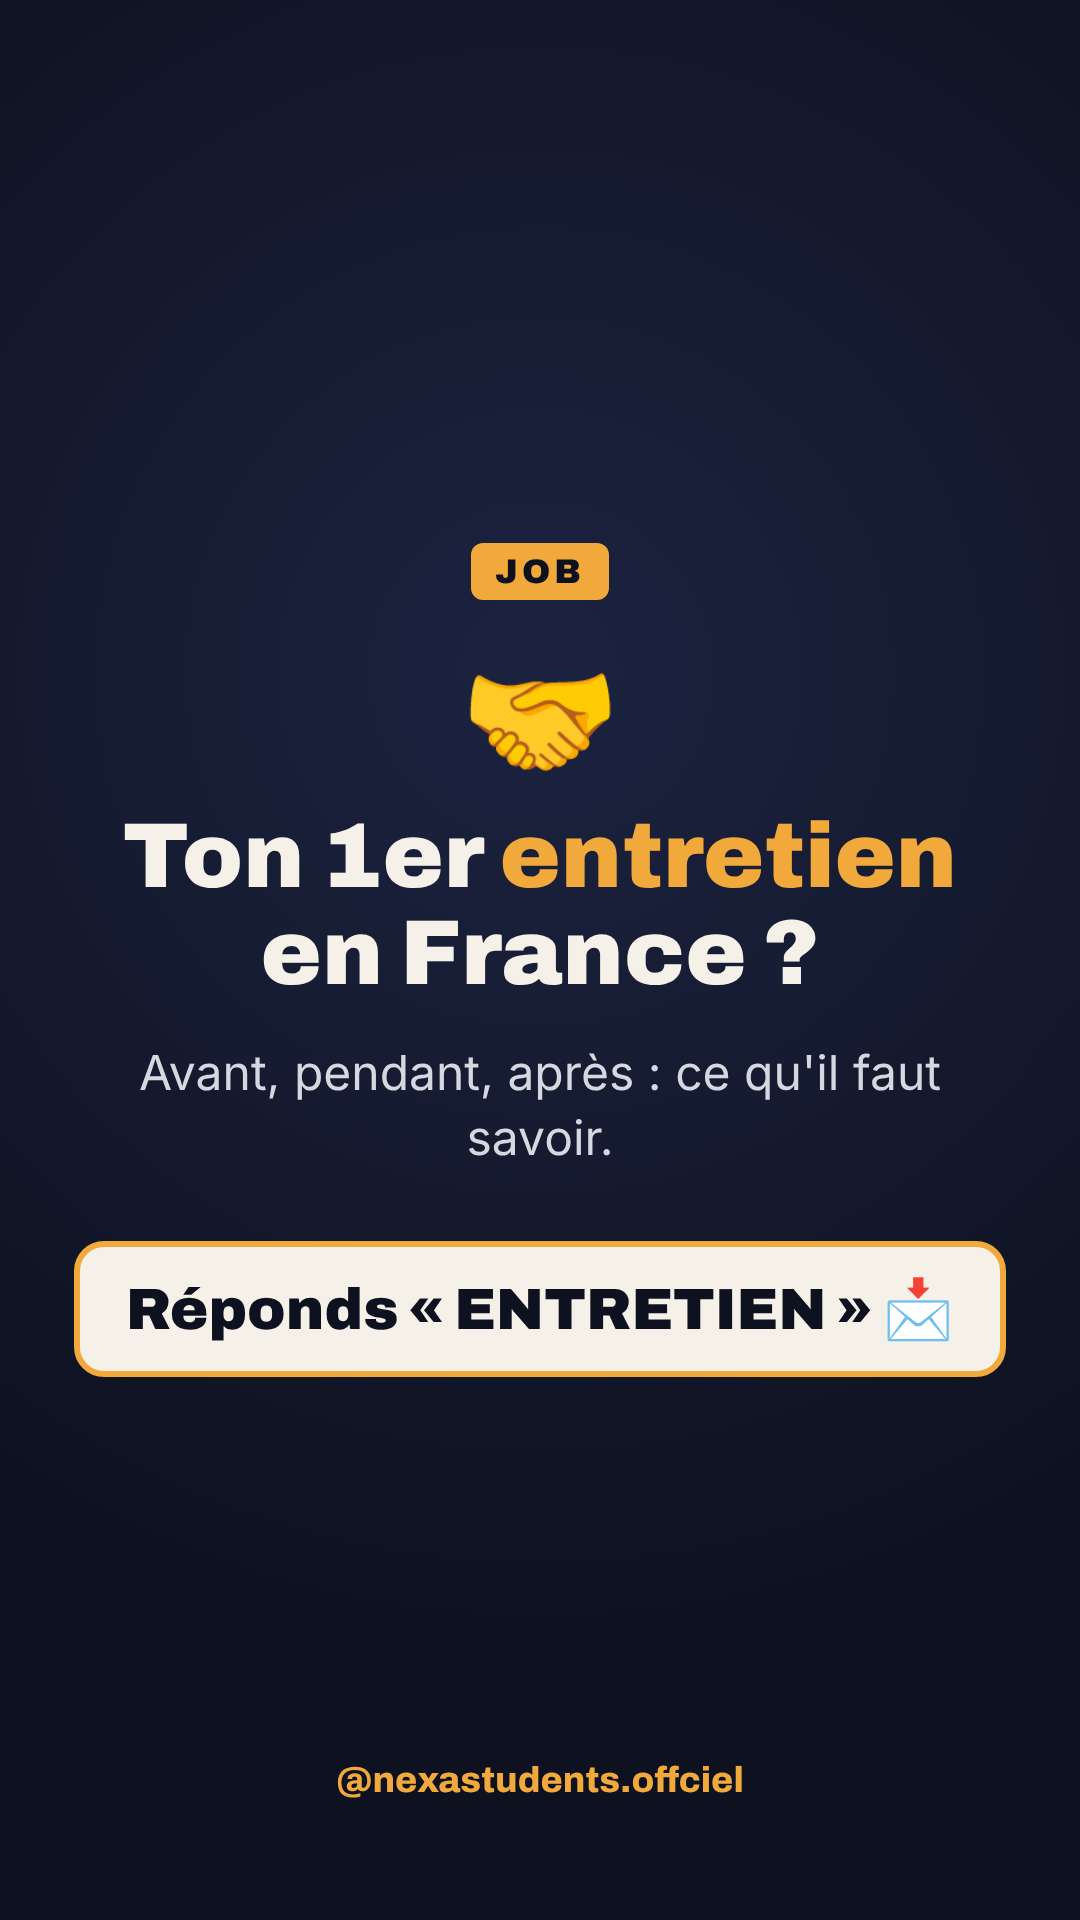 JOB
Ton 1er entretien
en France ?
Avant, pendant, après : ce qu'il faut
savoir.
Réponds « ENTRETIEN » 📩
@nexastudents.offciel